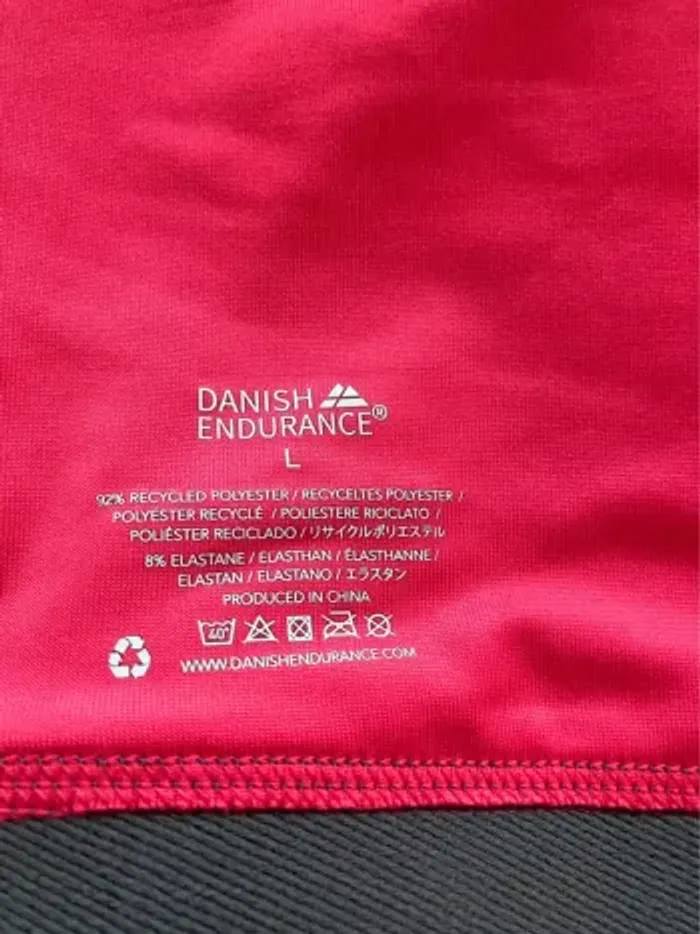 DANISH
ENDURANCE®
L
92% RECYCLED POLYESTER / RECYCELTES POLYESTER /
POLYESTER RECYCLÉ / POLIESTERE RICICLATO /
POLIÉSTER RECICLADO / リサイクルポリエステル
8% ELASTANE / ELASTHAN / ÉLASTHANNE /
ELASTAN / ELASTANO / エラスタン
PRODUCED IN CHINA
40°
WWW.DANISHENDURANCE.COM